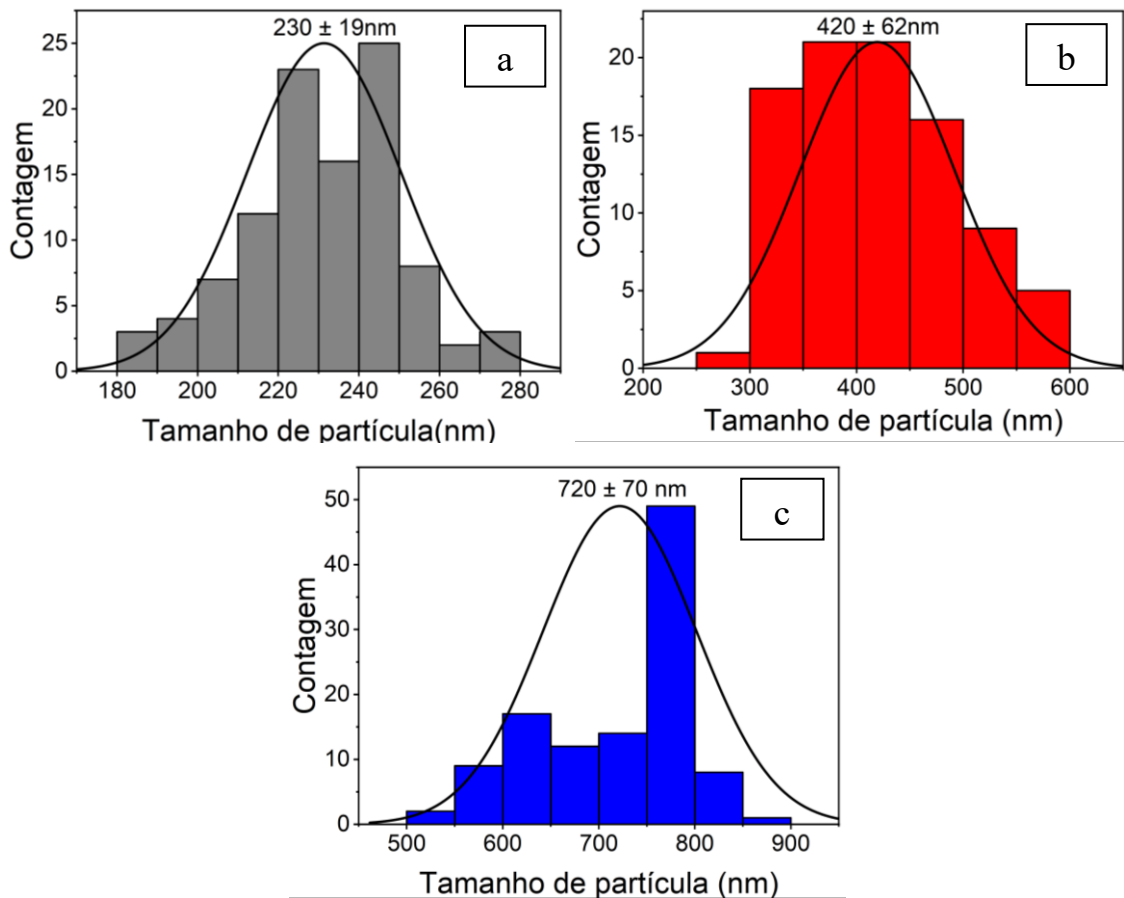 230 ± 19nm
a
25
20
15
10
5
0
Contagem
180 200 220 240 260 280
Tamanho de partícula(nm)
420 ± 62nm
b
20
15
10
5
0
Contagem
200 300 400 500 600
Tamanho de partícula (nm)
720 ± 70 nm
c
50
40
30
20
10
0
Contagem
500 600 700 800 900
Tamanho de partícula (nm)